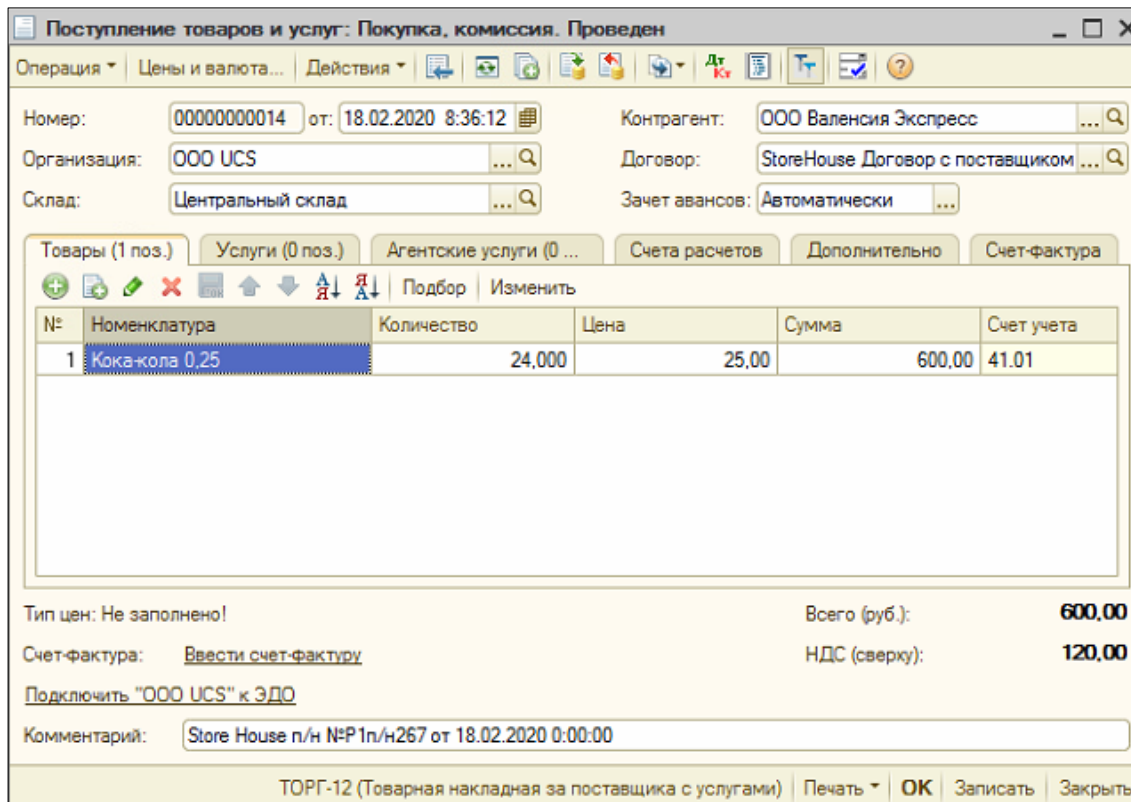 Поступление товаров и услуг: Покупка, комиссия. Проведен
Операция Цены и валюта... Действия Дт Кт
Номер: 00000000014 от: 18.02.2020 8:36:12 Контрагент: ООО Валенсия Экспресс ...
Организация: ООО UCS ... Договор: StoreHouse Договор с поставщиком ...
Склад: Центральный склад ... Зачет авансов: Автоматически ...
Товары (1 поз.) Услуги (0 поз.) Агентские услуги (0 ... Счета расчетов Дополнительно Счет-фактура
Подбор Изменить
№ Номенклатура Количество Цена Сумма Счет учета
1 Кока-кола 0,25 24,000 25,00 600,00 41.01
Тип цен: Не заполнено! Всего (руб.): 600,00
Счет-фактура: Ввести счет-фактуру НДС (сверху): 120,00
Подключить "ООО UCS" к ЭДО
Комментарий: Store House п/н №P1п/н267 от 18.02.2020 0:00:00
ТОРГ-12 (Товарная накладная за поставщика с услугами) Печать OK Записать Закрыть